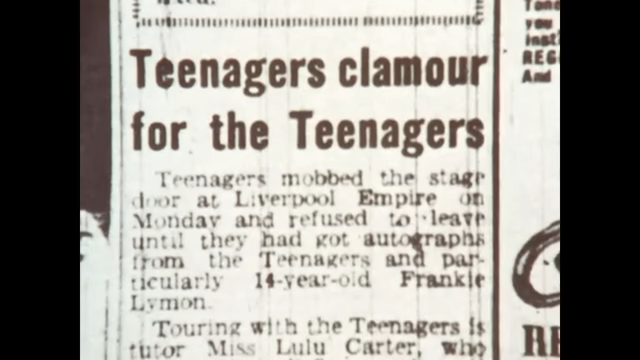 Teenagers clamour
for the Teenagers
Teenagers mobbed the stage
door at Liverpool Empire on
Monday and refused to leave
until they had got autographs
from the Teenagers and par-
ticularly 14-year-old Frankie
Lymon.
Touring with the Teenagers is
tutor Miss Lulu Carter, who
you
And